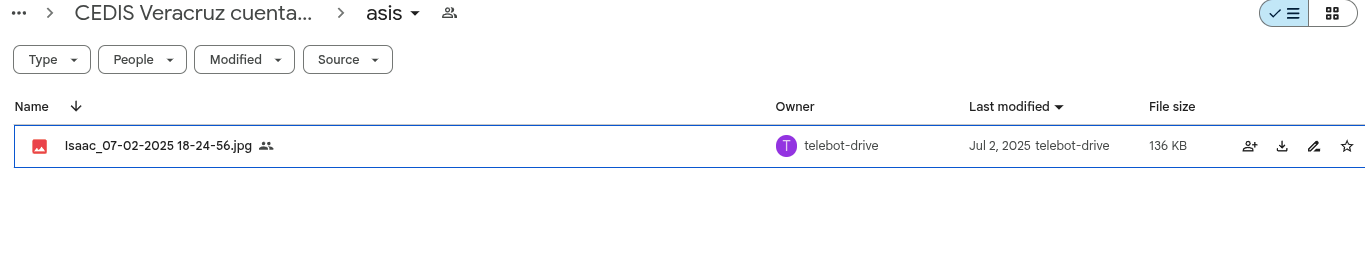 ... > CEDIS Veracruz cuenta... > asis
Type People Modified Source
Name Owner Last modified File size
Isaac_07-02-2025 18-24-56.jpg T telebot-drive Jul 2, 2025 telebot-drive 136 KB